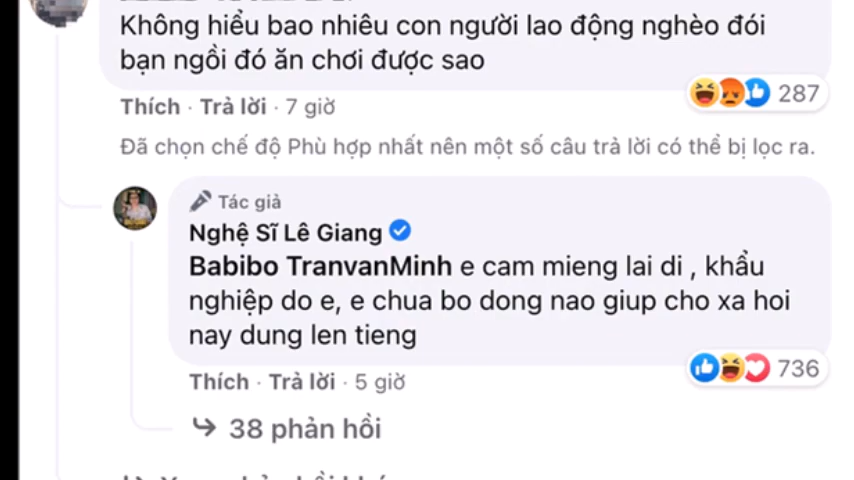 Không hiểu bao nhiêu con người lao động nghèo đói
bạn ngồi đó ăn chơi được sao
287
Thích · Trả lời · 7 giờ
Đã chọn chế độ Phù hợp nhất nên một số câu trả lời có thể bị lọc ra.
Tác giả
Nghệ Sĩ Lê Giang
Babibo TranvanMinh e cam mieng lai di , khẩu
nghiệp do e, e chua bo dong nao giup cho xa hoi
nay dung len tieng
736
Thích · Trả lời · 5 giờ
38 phản hồi